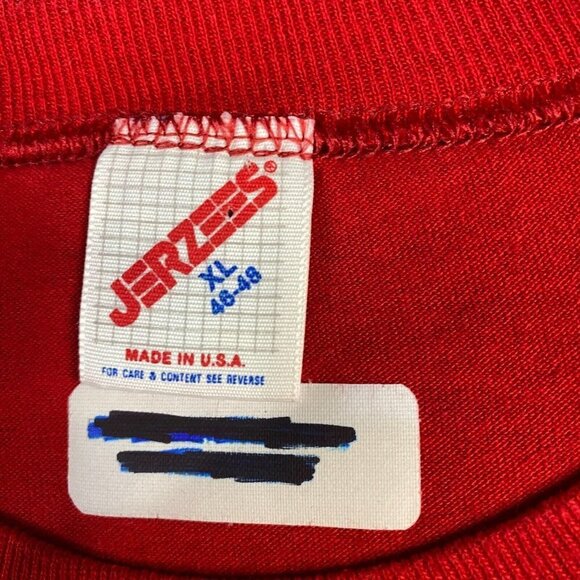 JERZEES®
XL
46-48
MADE IN U.S.A.
FOR CARE & CONTENT SEE REVERSE